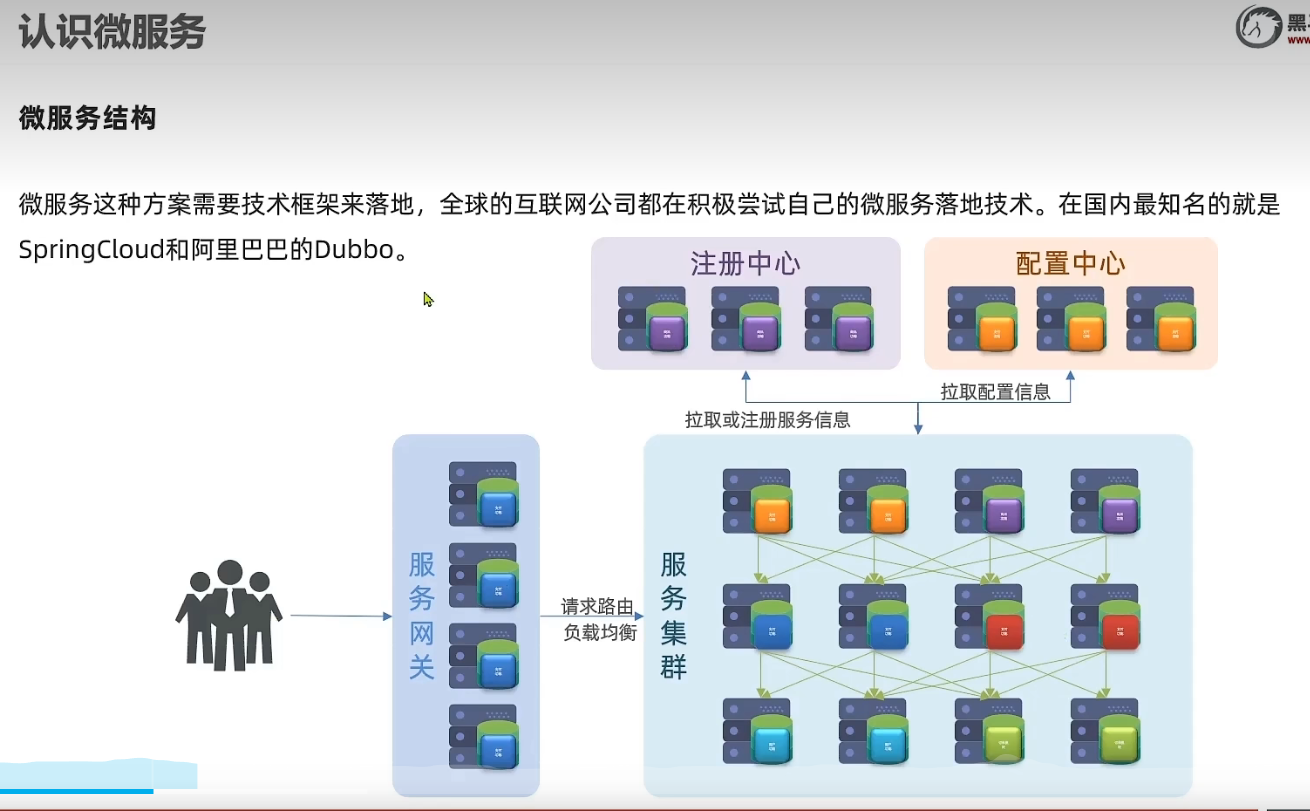 认识微服务
黑
www
微服务结构
微服务这种方案需要技术框架来落地，全球的互联网公司都在积极尝试自己的微服务落地技术。在国内最知名的就是
SpringCloud和阿里巴巴的Dubbo。
注册中心
配置中心
拉取配置信息
拉取或注册服务信息
服务网关
请求路由
负载均衡
服务集群